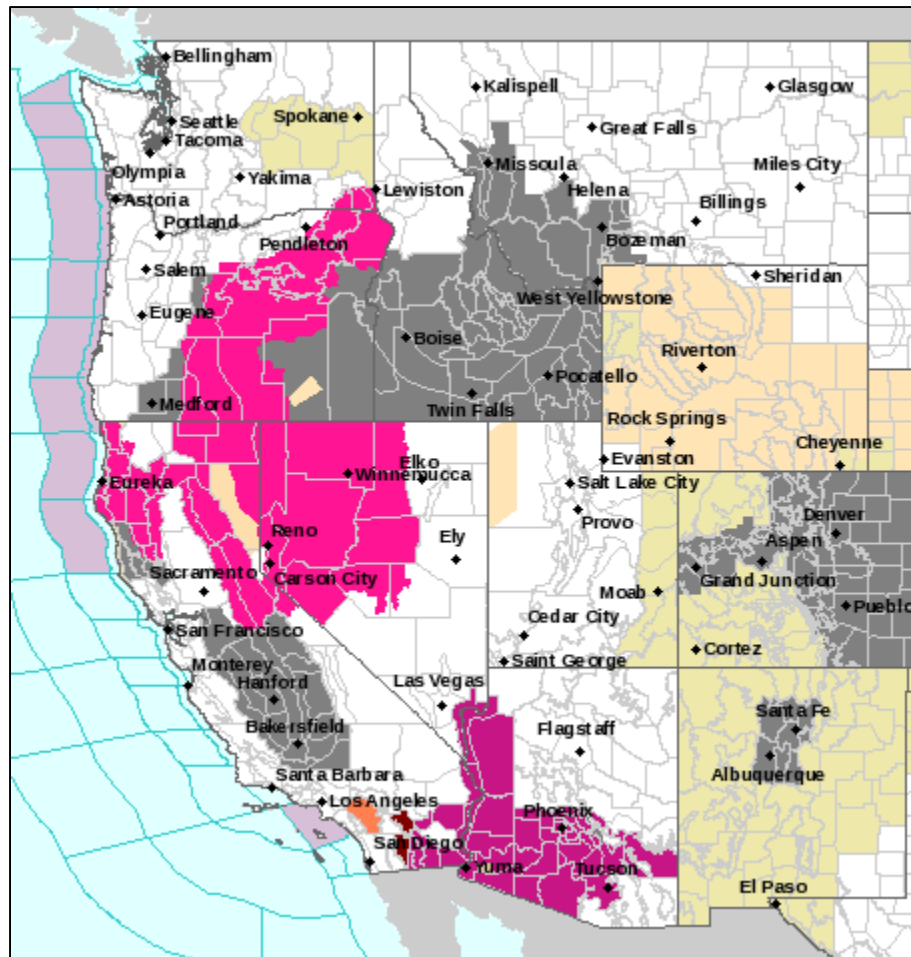 Bellingham
Kalispell
Glasgow
Seattle
Spokane
Great Falls
Tacoma
Olympia
Missoula
Miles City
Yakima
Lewiston
Helena
Astoria
Billings
Portland
Pendleton
Bozeman
Salem
Sheridan
West Yellowstone
Eugene
Boise
Riverton
Pocatello
Medford
Twin Falls
Rock Springs
Cheyenne
Elko
Evanston
Winnemucca
Eureka
Salt Lake City
Provo
Denver
Reno
Ely
Aspen
Sacramento
Carson City
Grand Junction
Moab
Pueblo
Cedar City
San Francisco
Cortez
Saint George
Monterey
Hanford
Las Vegas
Santa Fe
Flagstaff
Bakersfield
Albuquerque
Santa Barbara
Los Angeles
Phoenix
San Diego
Yuma
Tucson
El Paso